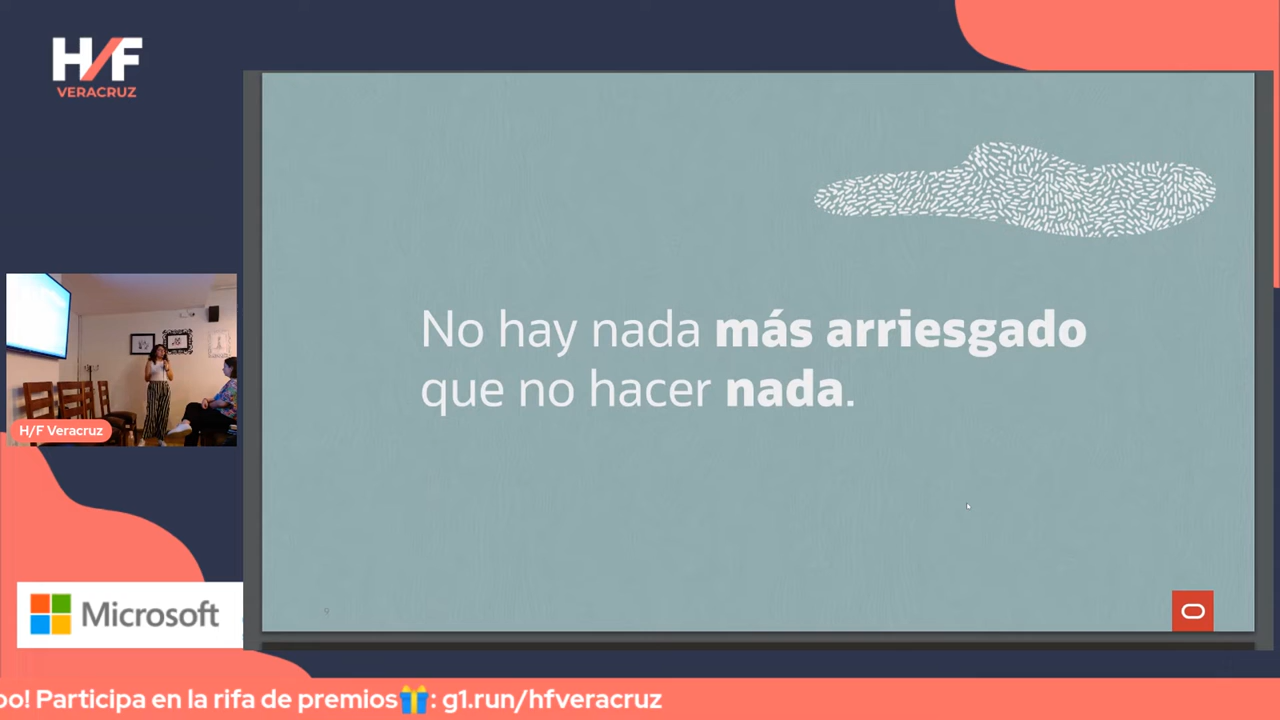 H/F
VERACRUZ
No hay nada más arriesgado
que no hacer nada.
H/F Veracruz
Microsoft
9
Participa en la rifa de premios🎁: g1.run/hfveracruz